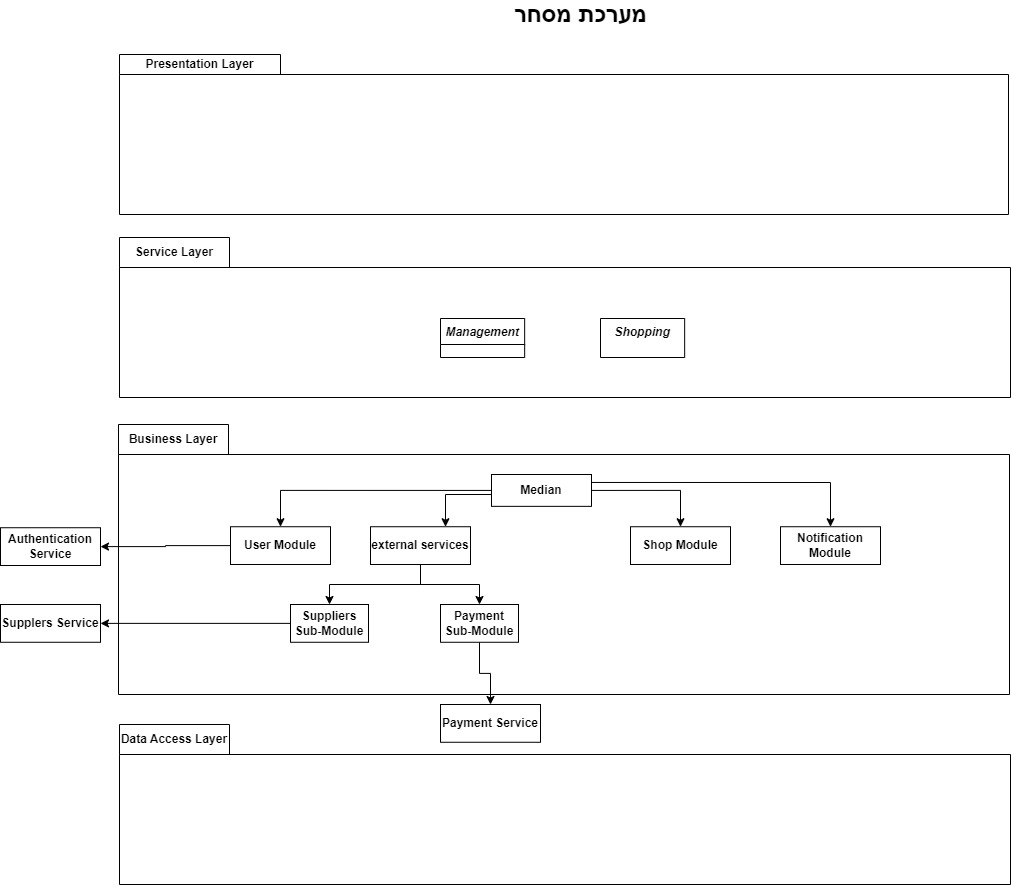 מערכת מסחר
Presentation Layer
Service Layer
Management
Shopping
Business Layer
Median
Authentication
Service
User Module
external services
Shop Module
Notification
Module
Supplers Service
Suppliers
Sub-Module
Payment
Sub-Module
Payment Service
Data Access Layer